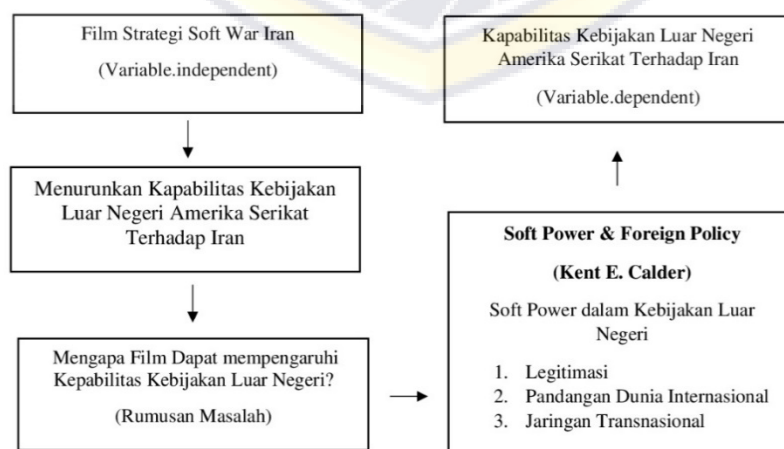 Film Strategi Soft War Iran
(Variable.independent)
Menurunkan Kapabilitas Kebijakan
Luar Negeri Amerika Serikat
Terhadap Iran
Mengapa Film Dapat mempengaruhi
Kepabilitas Kebijakan Luar Negeri?
(Rumusan Masalah)
Soft Power & Foreign Policy
(Kent E. Calder)
Soft Power dalam Kebijakan Luar
Negeri
1. Legitimasi
2. Pandangan Dunia Internasional
3. Jaringan Transnasional
Kapabilitas Kebijakan Luar Negeri
Amerika Serikat Terhadap Iran
(Variable.dependent)